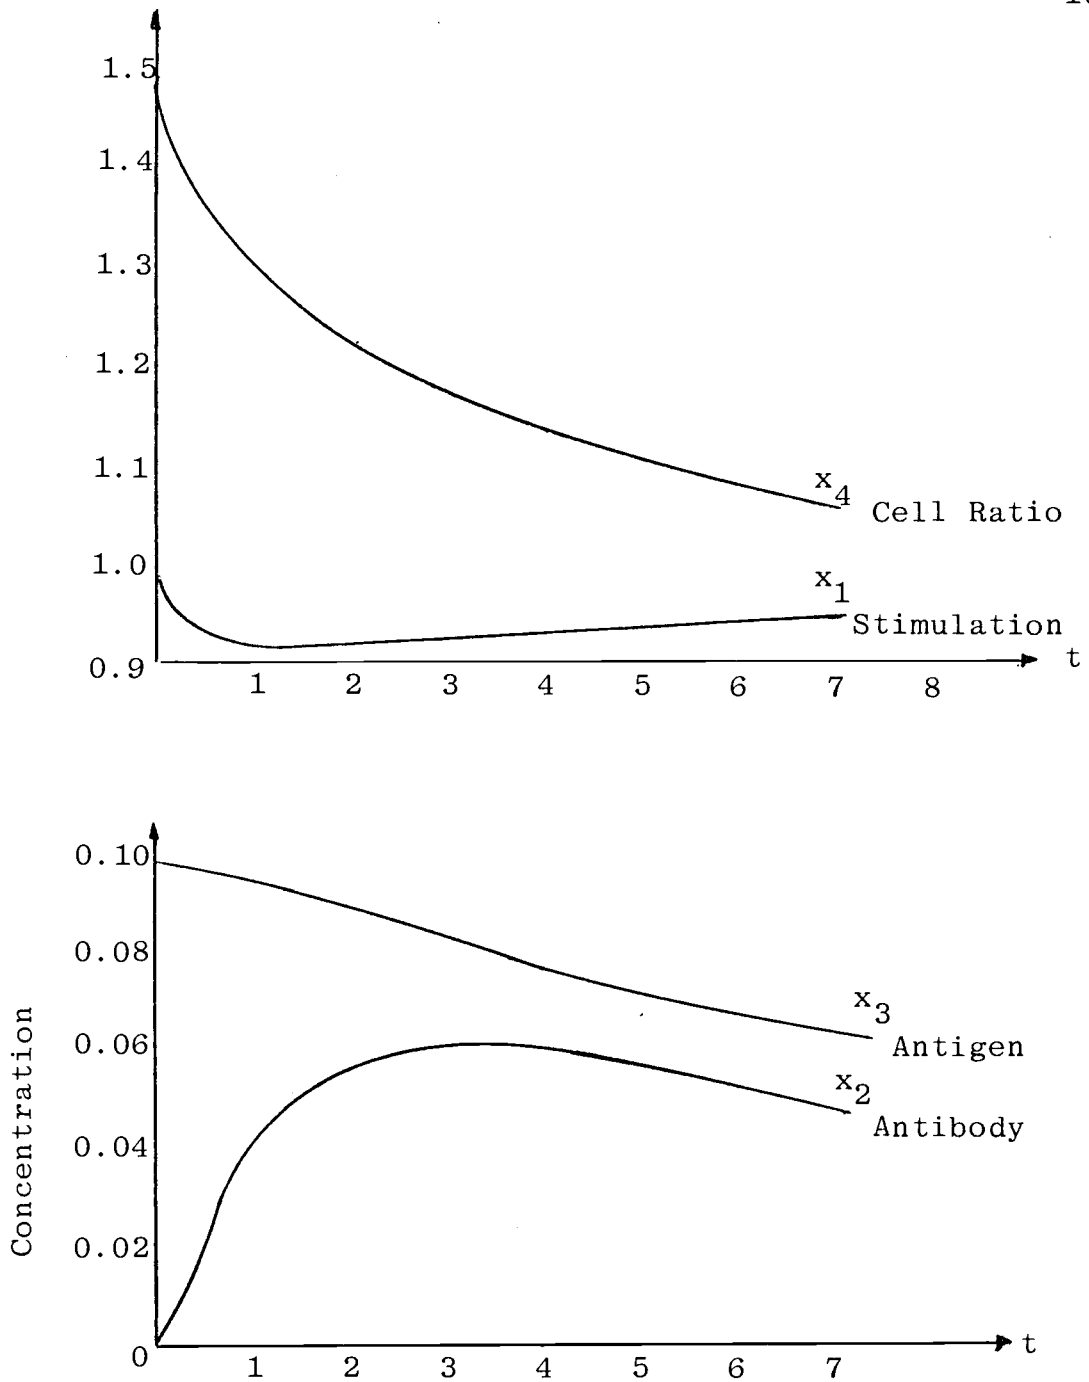 1.5
1.4
1.3
1.2
1.1
x4 Cell Ratio
1.0
x1 Stimulation
0.9
t
1 2 3 4 5 6 7 8
0.10
0.08
x3 Antigen
0.06
x2 Antibody
0.04
0.02
Concentration
0
t
1 2 3 4 5 6 7